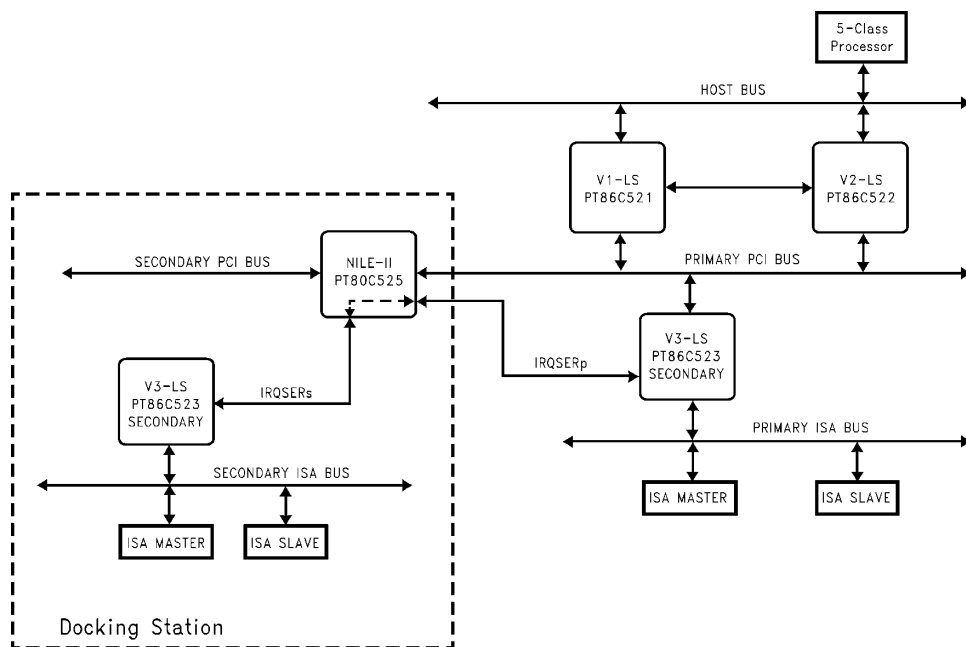 5-Class
Processor
HOST BUS
V1-LS
PT86C521
V2-LS
PT86C522
SECONDARY PCI BUS
NILE-II
PT80C525
PRIMARY PCI BUS
V3-LS
PT86C523
SECONDARY
IRQSERp
V3-LS
PT86C523
SECONDARY
IRQSERs
PRIMARY ISA BUS
SECONDARY ISA BUS
ISA MASTER
ISA SLAVE
ISA MASTER
ISA SLAVE
Docking Station